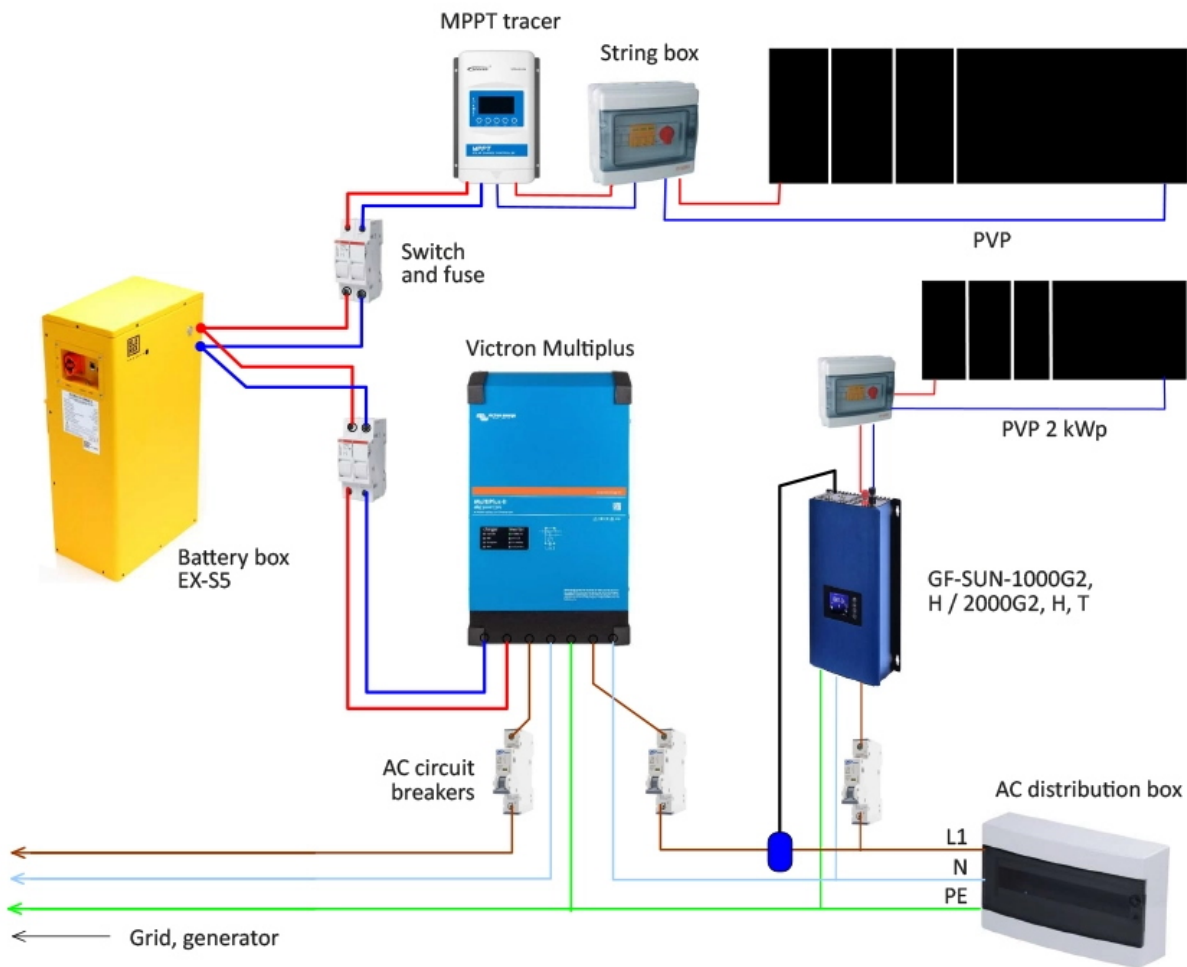 MPPT tracer
String box
MPPT
PVP
Switch
and fuse
Victron Multiplus
PVP 2 kWp
Battery box
EX-S5
GF-SUN-1000G2,
H / 2000G2, H, T
AC circuit
breakers
AC distribution box
L1
N
PE
Grid, generator